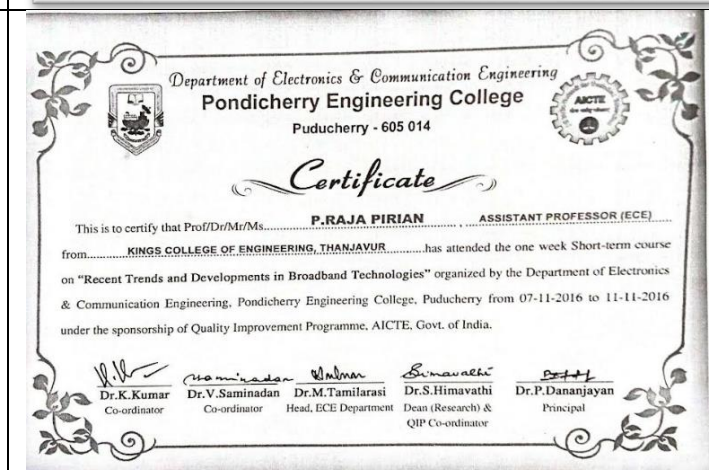 Department of Electronics & Communication Engineering
Pondicherry Engineering College
Puducherry - 605 014
AICTE
Certificate
This is to certify that Prof/Dr/Mr/Ms.............P.RAJA PIRIAN.........., ASSISTANT PROFESSOR (ECE)
from............KINGS COLLEGE OF ENGINEERING, THANJAVUR..........has attended the one week Short-term course
on "Recent Trends and Developments in Broadband Technologies" organized by the Department of Electronics
& Communication Engineering, Pondicherry Engineering College, Puducherry from 07-11-2016 to 11-11-2016
under the sponsorship of Quality Improvement Programme, AICTE, Govt. of India.
Dr.K.Kumar Dr.V.Saminadan Dr.M.Tamilarasi Dr.S.Himavathi Dr.P.Dananjayan
Co-ordinator Co-ordinator Head, ECE Department Dean (Research) & Principal
QIP Co-ordinator